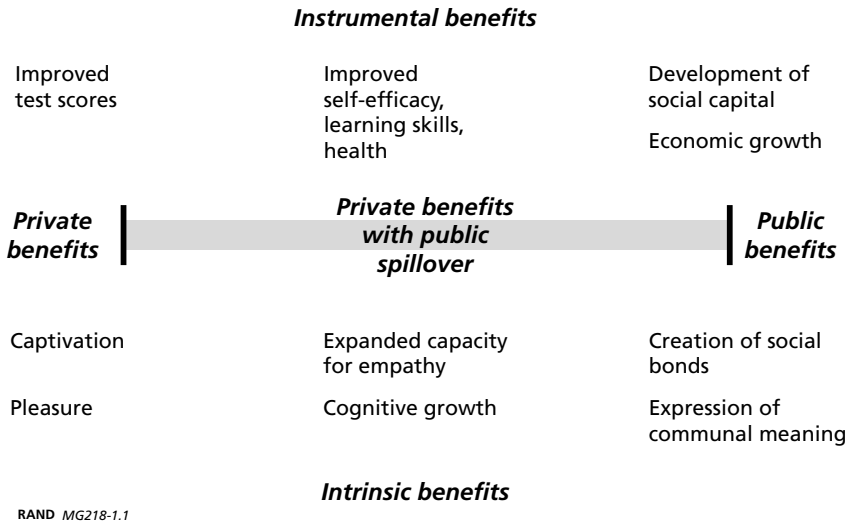 Instrumental benefits
Improved
test scores
Improved
self-efficacy,
learning skills,
health
Development of
social capital
Economic growth
Private
benefits
Private benefits
with public
spillover
Public
benefits
Captivation
Pleasure
Expanded capacity
for empathy
Cognitive growth
Creation of social
bonds
Expression of
communal meaning
Intrinsic benefits
RAND MG218-1.1